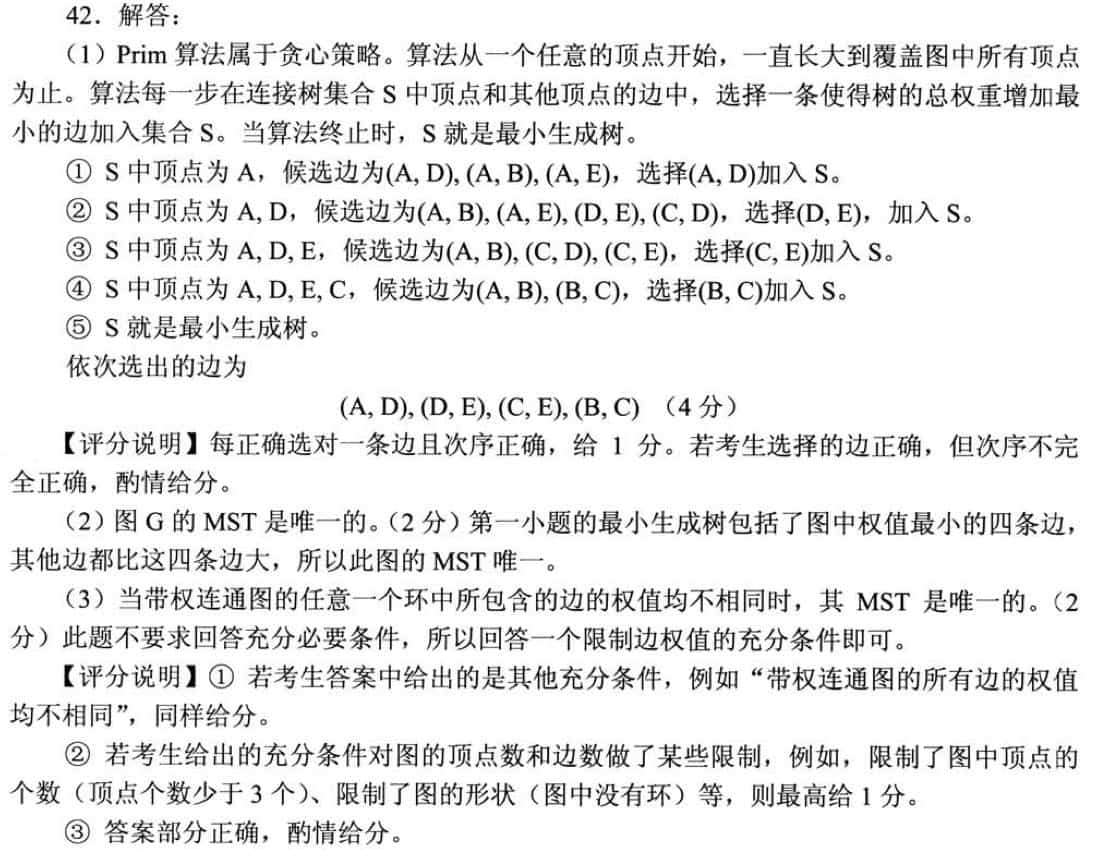 42．解答：
（1）Prim 算法属于贪心策略。算法从一个任意的顶点开始，一直长大到覆盖图中所有顶点
为止。算法每一步在连接树集合 S 中顶点和其他顶点的边中，选择一条使得树的总权重增加最
小的边加入集合 S。当算法终止时，S 就是最小生成树。
① S 中顶点为 A，候选边为(A, D), (A, B), (A, E)，选择(A, D)加入 S。
② S 中顶点为 A, D，候选边为(A, B), (A, E), (D, E), (C, D)，选择(D, E)，加入 S。
③ S 中顶点为 A, D, E，候选边为(A, B), (C, D), (C, E)，选择(C, E)加入 S。
④ S 中顶点为 A, D, E, C，候选边为(A, B), (B, C)，选择(B, C)加入 S。
⑤ S 就是最小生成树。
依次选出的边为
(A, D), (D, E), (C, E), (B, C) （4 分）
【评分说明】每正确选对一条边且次序正确，给 1 分。若考生选择的边正确，但次序不完
全正确，酌情给分。
（2）图 G 的 MST 是唯一的。（2 分）第一小题的最小生成树包括了图中权值最小的四条边，
其他边都比这四条边大，所以此图的 MST 唯一。
（3）当带权连通图的任意一个环中所包含的边的权值均不相同时，其 MST 是唯一的。（2
分）此题不要求回答充分必要条件，所以回答一个限制边权值的充分条件即可。
【评分说明】① 若考生答案中给出的是其他充分条件，例如“带权连通图的所有边的权值
均不相同”，同样给分。
② 若考生给出的充分条件对图的顶点数和边数做了某些限制，例如，限制了图中顶点的
个数（顶点个数少于 3 个）、限制了图的形状（图中没有环）等，则最高给 1 分。
③ 答案部分正确，酌情给分。